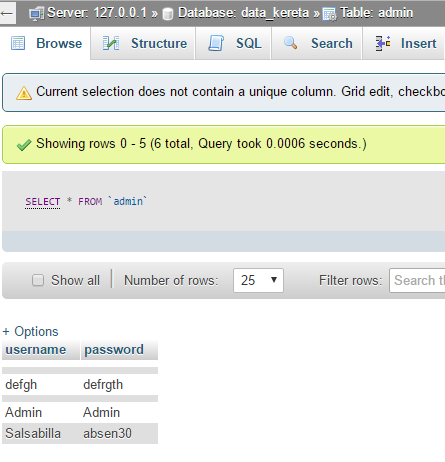 ← Server: 127.0.0.1 » Database: data_kereta » Table: admin
Browse Structure SQL Search Insert
Current selection does not contain a unique column. Grid edit, checkbo
Showing rows 0 - 5 (6 total, Query took 0.0006 seconds.)
SELECT * FROM `admin`
Show all | Number of rows: 25 ▼ Filter rows: Search th
+ Options
username password
defgh defrgth
Admin Admin
Salsabilla absen30